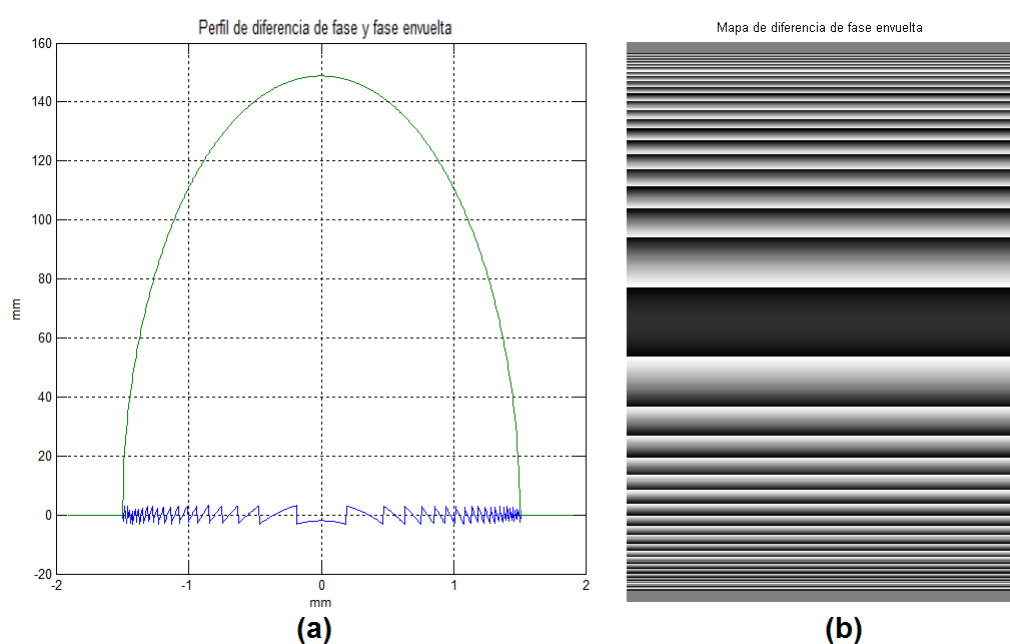 Perfil de diferencia de fase y fase envuelta
160
140
120
100
80
60
40
20
0
-20
mm
-2
-1
0
1
2
mm
(a)
Mapa de diferencia de fase envuelta
(b)